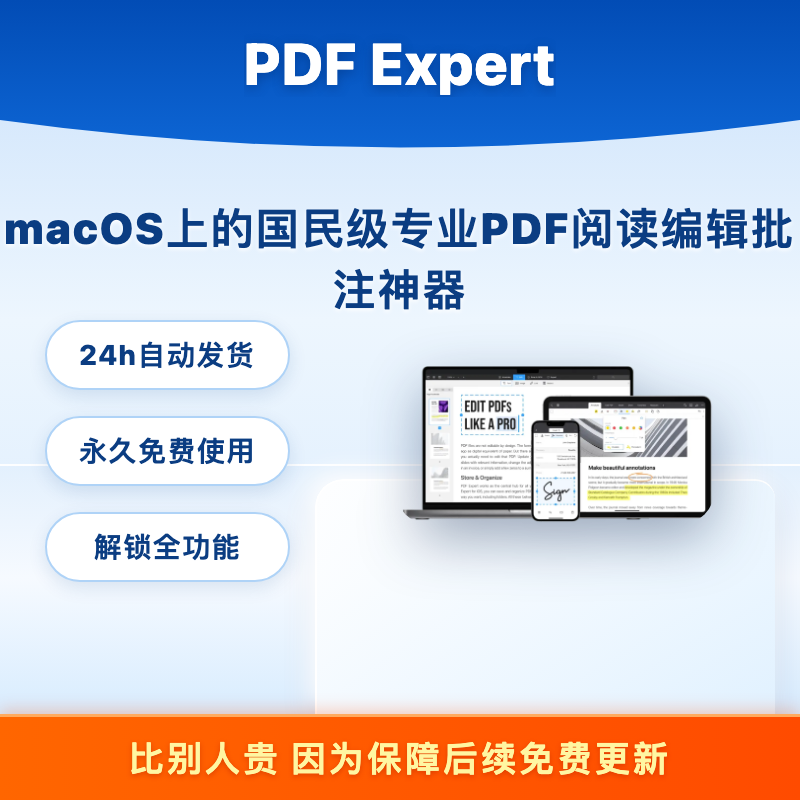 PDF Expert
macOS上的国民级专业PDF阅读编辑批
注神器
24h自动发货
永久免费使用
解锁全功能
EDIT PDFs
LIKE A PRO
Store & Organize
Sign
Make beautiful annotations
比别人贵 因为保障后续免费更新